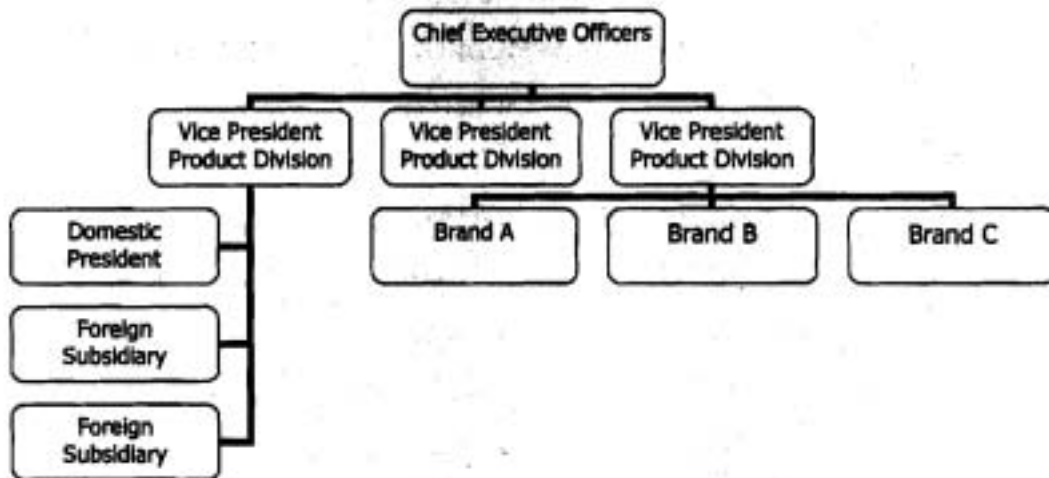 Chief Executive Officers
Vice President
Product Division
Vice President
Product Division
Vice President
Product Division
Domestic
President
Foreign
Subsidiary
Foreign
Subsidiary
Brand A
Brand B
Brand C